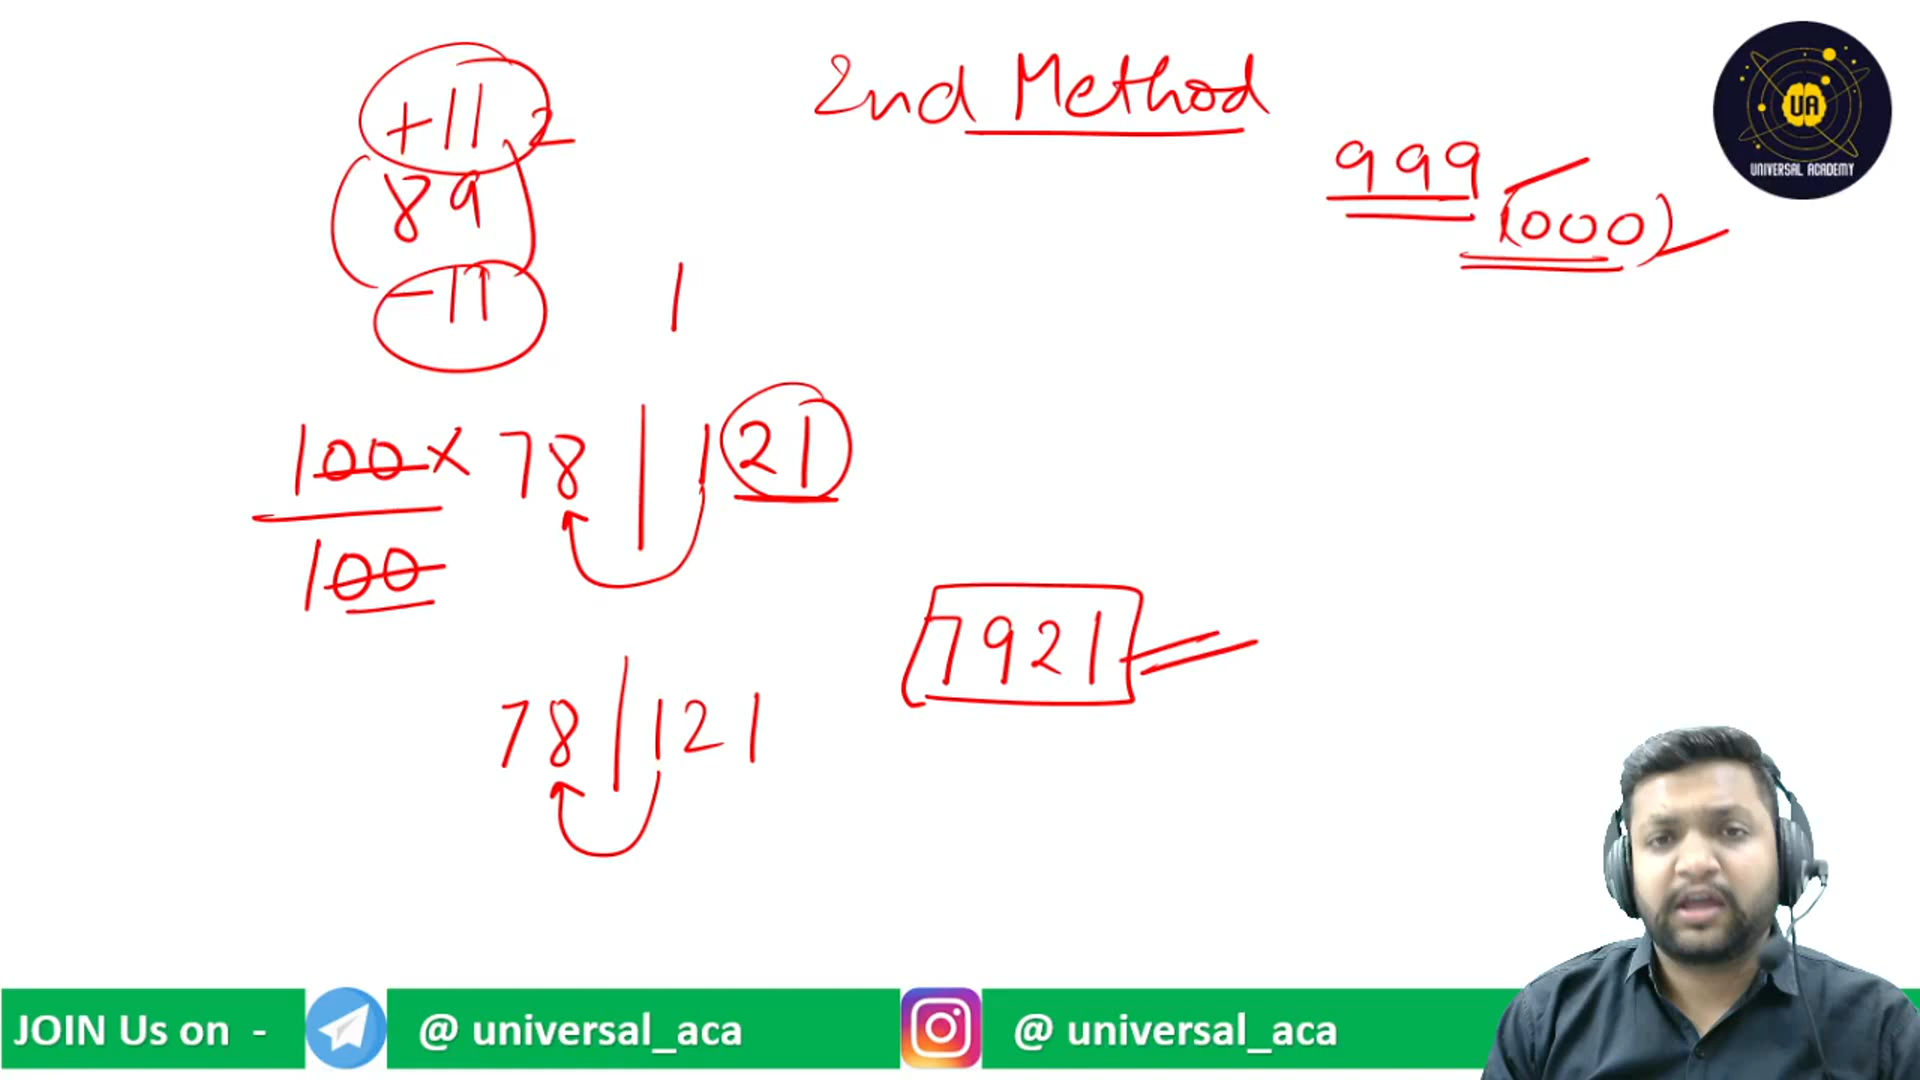 2nd Method
+11 2
89
-11
999
1000
UA
UNIVERSAL ACADEMY
1
100 × 78 | 121
100
7921
78 | 121
JOIN Us on - @ universal_aca @ universal_aca